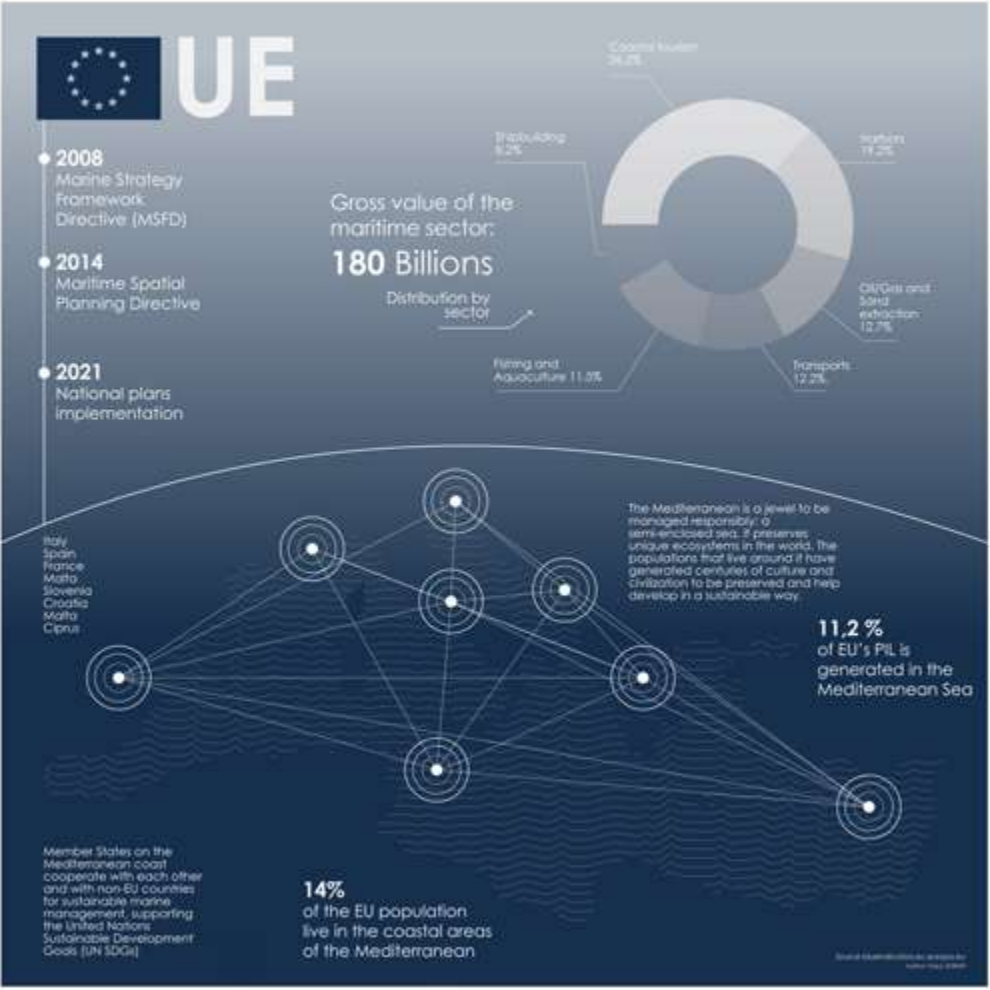 UE
2008
Marine Strategy
Framework
Directive (MSFD)
2014
Maritime Spatial
Planning Directive
2021
National plans
implementation
Gross value of the
maritime sector:
180 Billions
Distribution by
sector
Coastal tourism
Shipbuilding
8.2%
Harbors
19.2%
Oil/Gas and
Sand
extraction
12.7%
Transports
12.2%
Fishing and
Aquaculture 11.5%
Italy
Spain
France
Malta
Slovenia
Croatia
Malta
Ciprus
The Mediterranean is a jewel to be
managed responsibly: a
semi-enclosed sea, it preserves
unique ecosystems in the world. The
populations that live around it have
generated centuries of culture and
civilization to be preserved and help
develop in a sustainable way.
11,2 %
of EU's PIL is
generated in the
Mediterranean Sea
Member States on the
Mediterranean coast
cooperate with each other
and with non-EU countries
for sustainable marine
management, supporting
the United Nations
Sustainable Development
Goals (UN SDGs)
14%
of the EU population
live in the coastal areas
of the Mediterranean